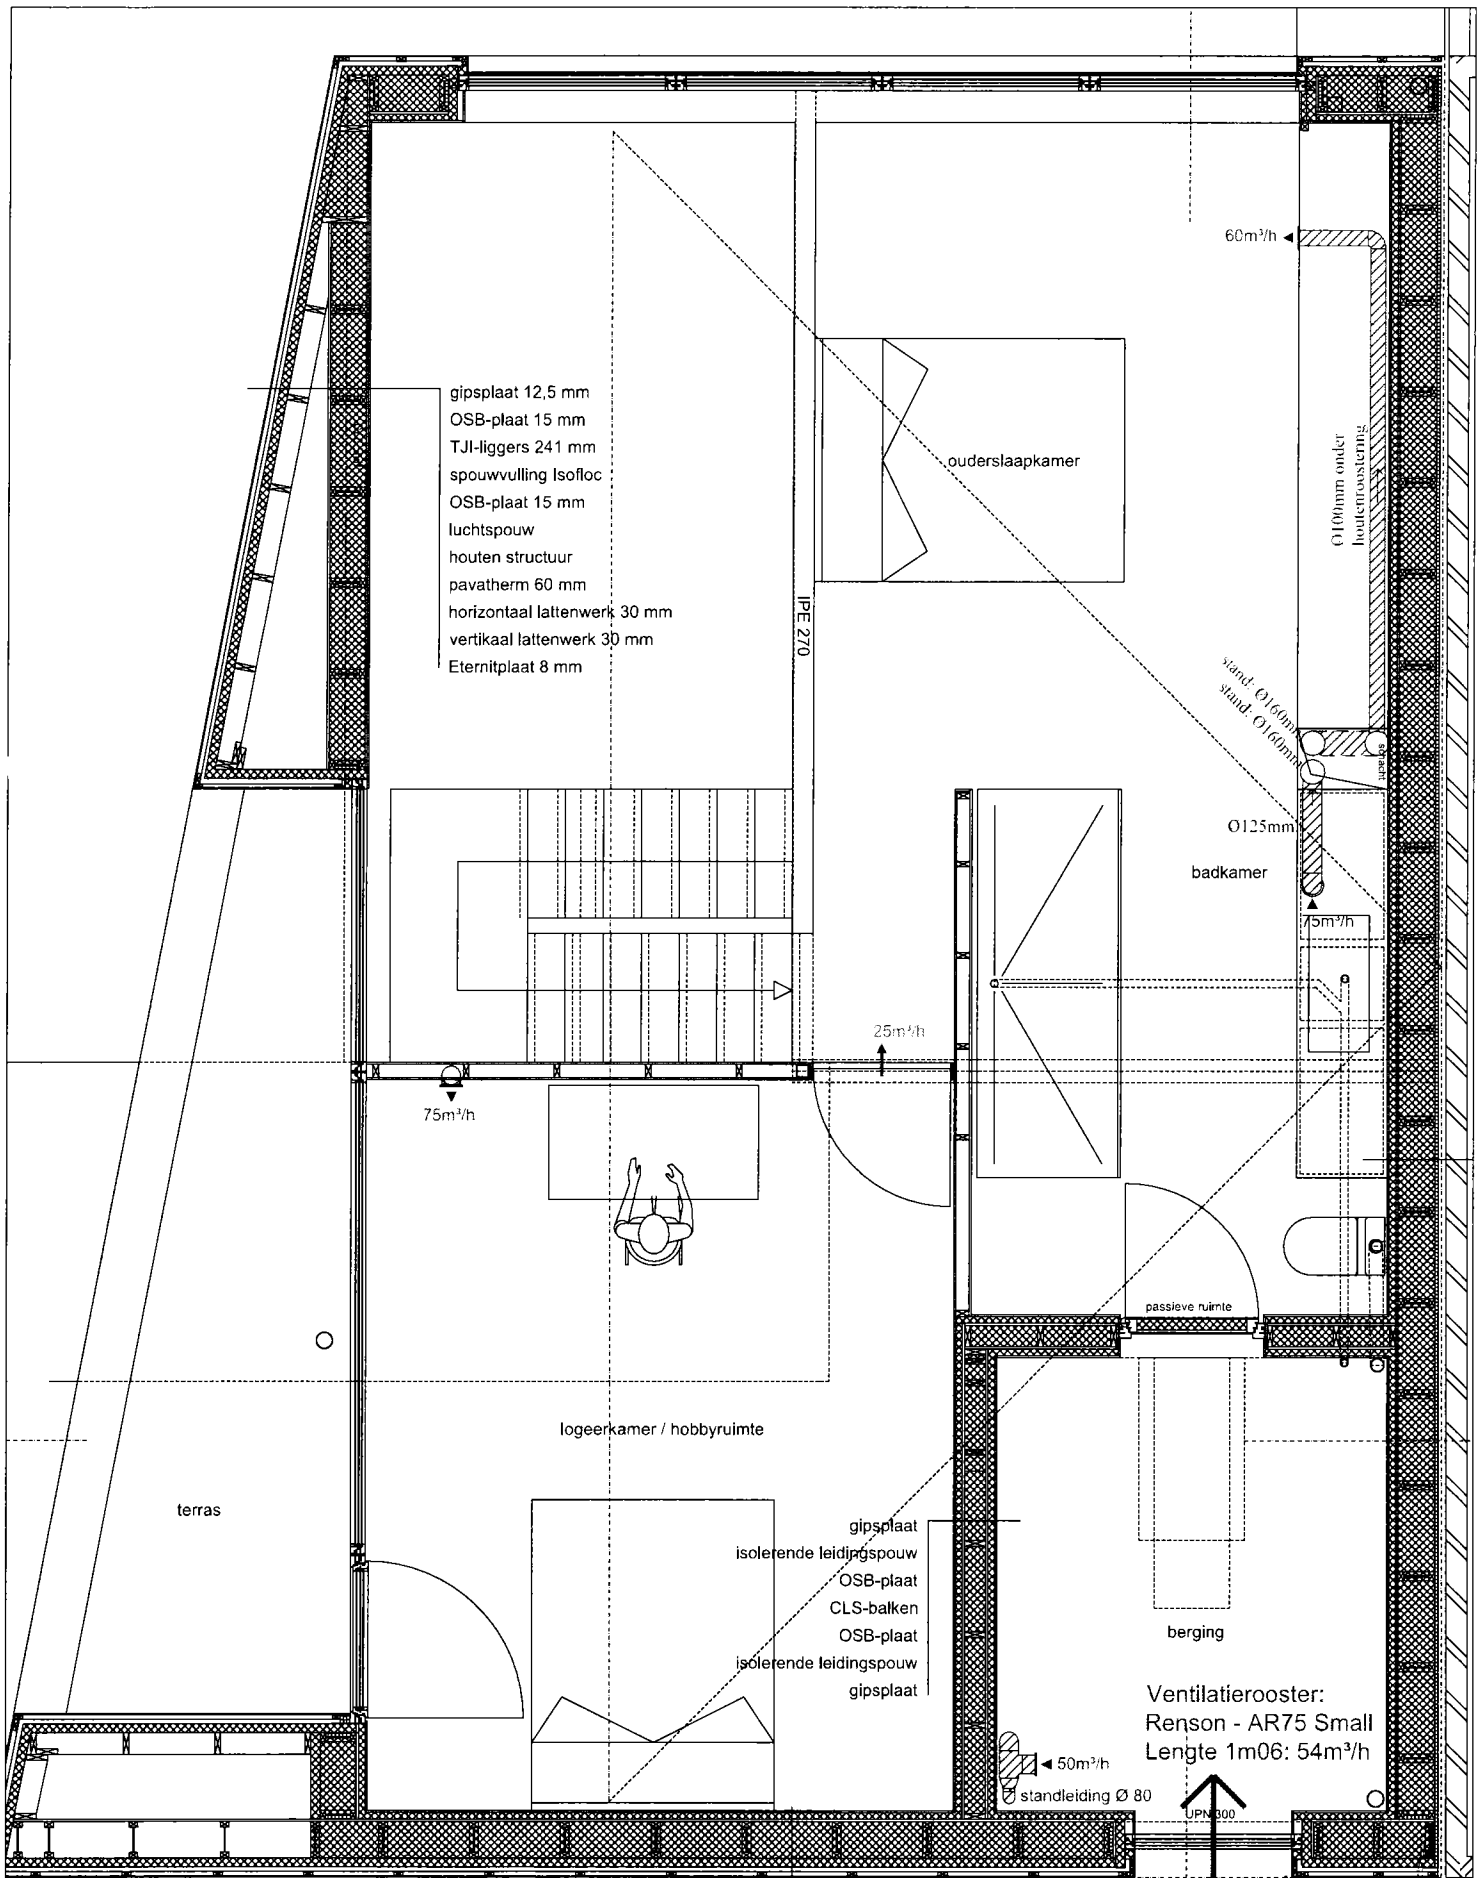 60m³/h
gipsplaat 12,5 mm
OSB-plaat 15 mm
TJI-liggers 241 mm
spouwvulling Isofloc
OSB-plaat 15 mm
luchtspouw
houten structuur
pavatherm 60 mm
horizontaal lattenwerk 30 mm
vertikaal lattenwerk 30 mm
Eternitplaat 8 mm
ouderslaapkamer
Ø100mm onder
houtenroostering
IPE 270
stand: Ø160mm
stand: Ø160mm
schacht
Ø125mm
badkamer
75m³/h
25m³/h
75m³/h
passieve ruimte
logeerkamer / hobbyruimte
terras
gipsplaat
isolerende leidingspouw
OSB-plaat
CLS-balken
OSB-plaat
isolerende leidingspouw
gipsplaat
berging
Ventilatierooster:
Renson - AR75 Small
Lengte 1m06: 54m³/h
50m³/h
standleiding Ø 80
UPN 300